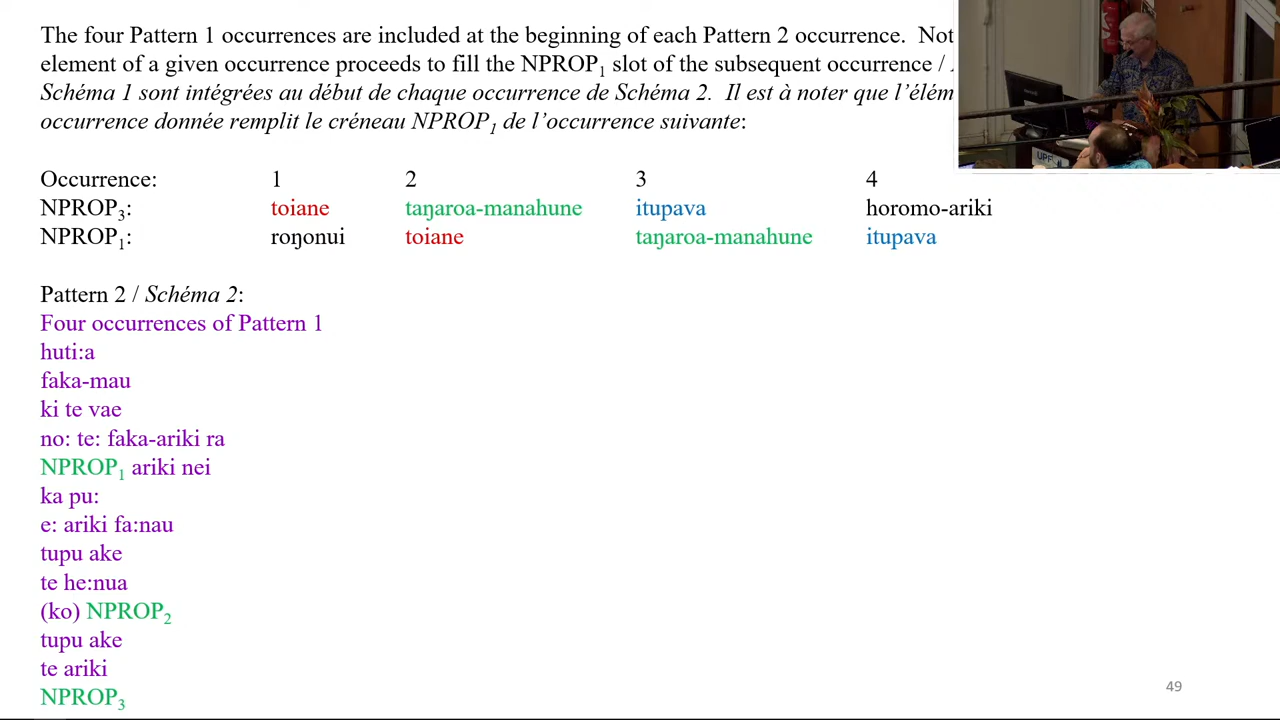 The four Pattern 1 occurrences are included at the beginning of each Pattern 2 occurrence.  Not
element of a given occurrence proceeds to fill the NPROP₁ slot of the subsequent occurrence /
Schéma 1 sont intégrées au début de chaque occurrence de Schéma 2.  Il est à noter que l’élém
occurrence donnée remplit le créneau NPROP₁ de l’occurrence suivante:
Occurrence: 1 2 3 4
NPROP₃: toiane taŋaroa-manahune itupava horomo-ariki
NPROP₁: roŋonui toiane taŋaroa-manahune itupava
Pattern 2 / Schéma 2:
Four occurrences of Pattern 1
huti:a
faka-mau
ki te vae
no: te: faka-ariki ra
NPROP₁ ariki nei
ka pu:
e: ariki fa:nau
tupu ake
te he:nua
(ko) NPROP₂
tupu ake
te ariki
NPROP₃
49